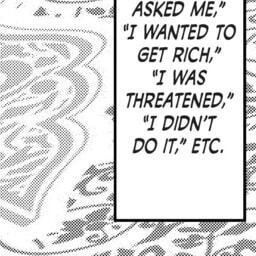 ASKED ME,"
"I WANTED TO
GET RICH,"
"I WAS
THREATENED,"
"I DIDN'T
DO IT," ETC.